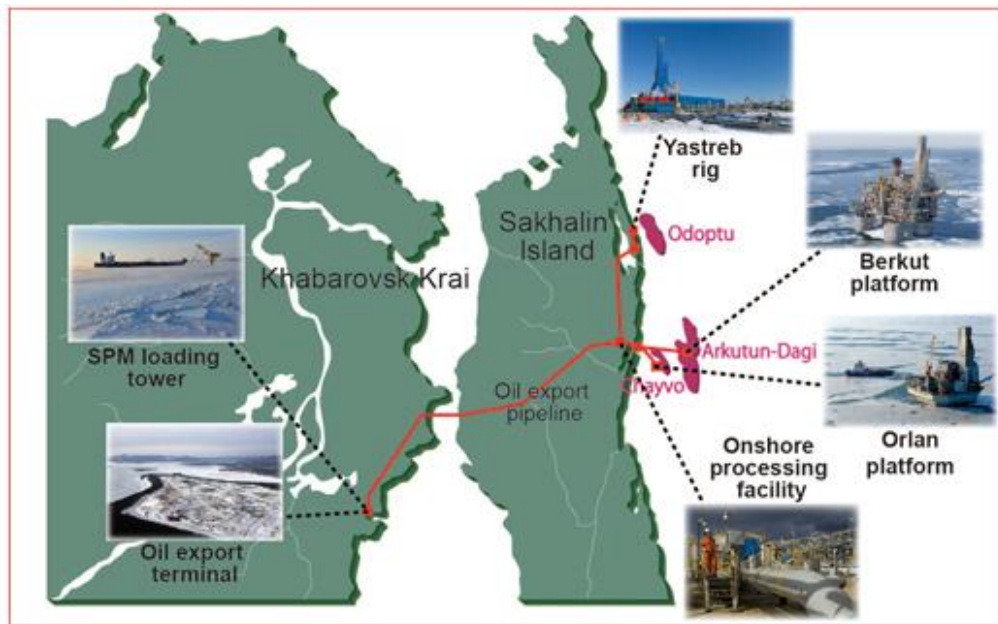 Yastreb
rig
Sakhalin
Island
Odoptu
Berkut
platform
Khabarovsk Krai
SPM loading
tower
Arkutun-Dagi
Chayvo
Oil export
pipeline
Onshore
processing
facility
Orlan
platform
Oil export
terminal